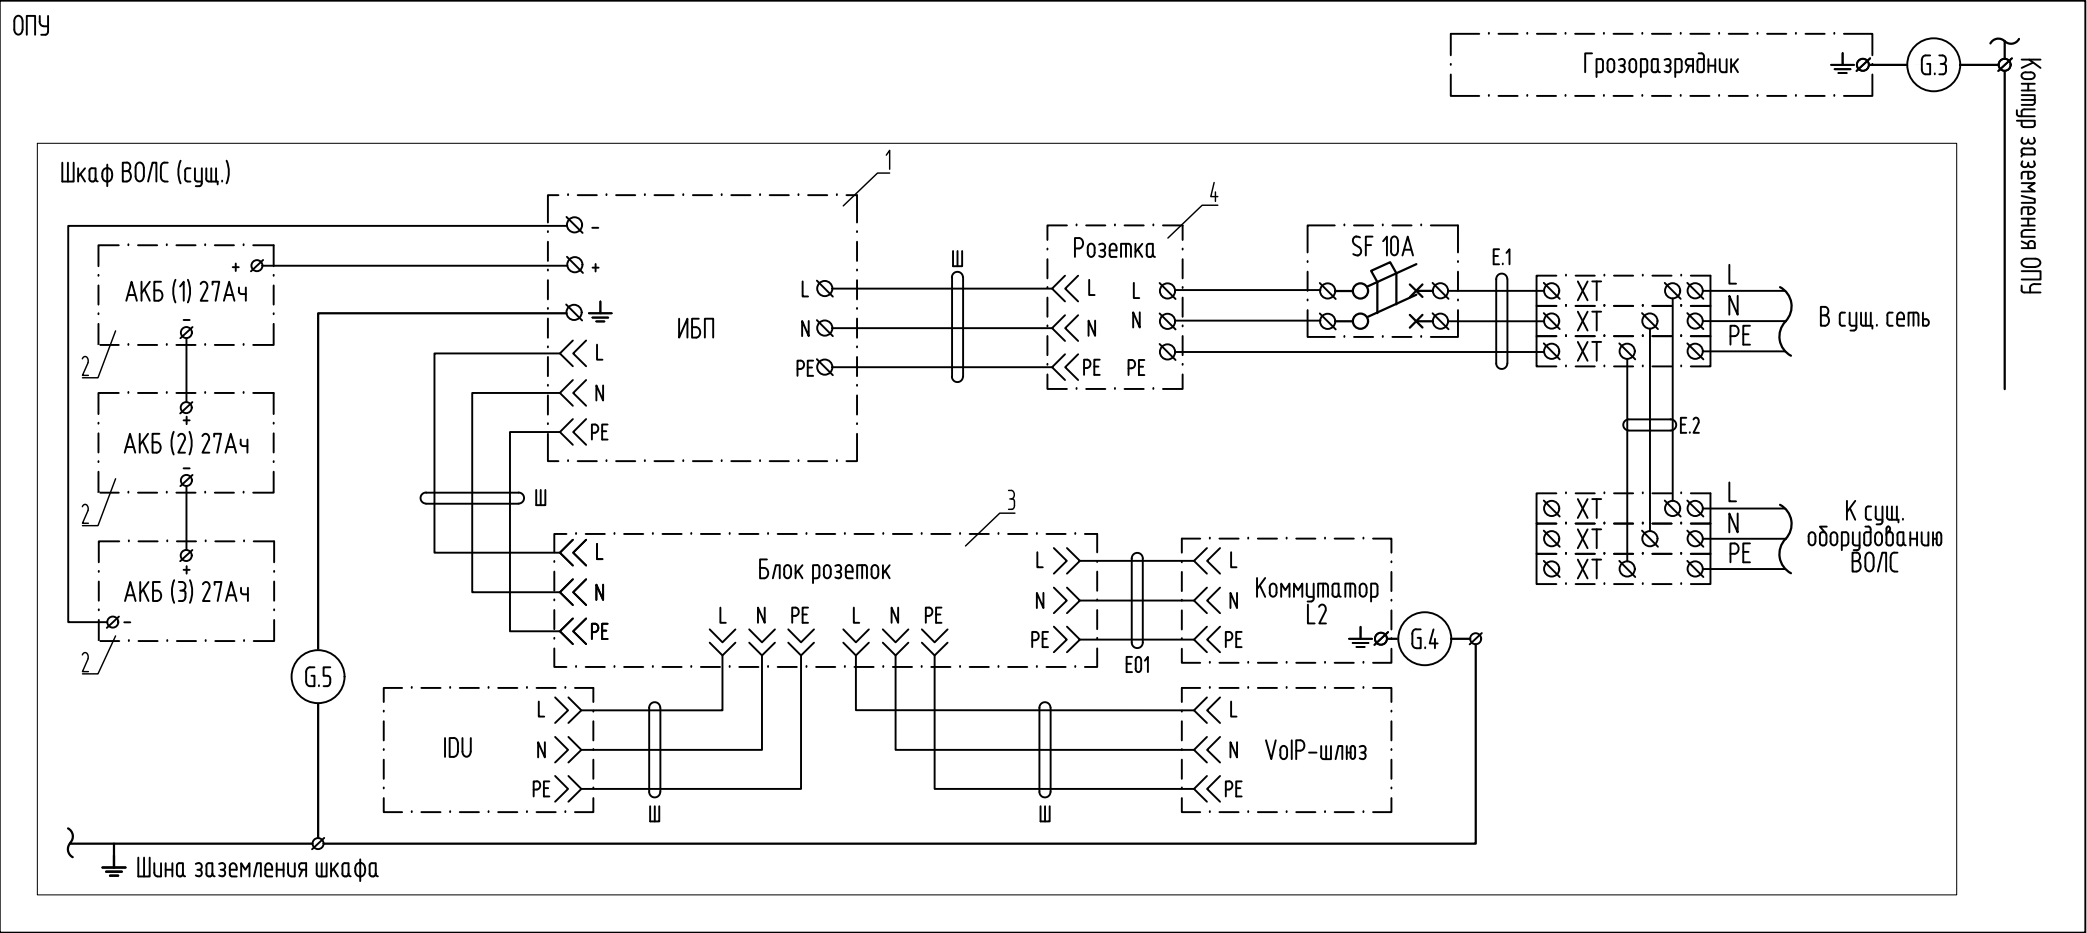 ОПУ
Грозоразрядник
G.3
Контур заземления ОПУ
Шкаф ВОЛС (сущ.)
1
4
-
+
+
АКБ (1) 27Ач
-
2
+
АКБ (2) 27Ач
-
2
+
АКБ (3) 27Ач
-
2
ИБП
L
N
PE
L
N
PE
Ш
Розетка
L
N
PE
L
N
PE
SF 10А
E.1
XT
XT
XT
L
N
PE
В сущ. сеть
E.2
XT
XT
XT
L
N
PE
К сущ.
оборудованию
ВОЛС
Ш
3
Блок розеток
L
N
PE
L
N
PE
L
N
PE
L
N
PE
E01
Коммутатор
L2
L
N
PE
G.4
G.5
IDU
L
N
PE
Ш
Ш
L
N
PE
VoIP-шлюз
Шина заземления шкафа